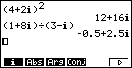 (4+2i)²
12+16i
(1+8i)÷(3-i)
-0.5+2.5i
i Abs Arg Conj ▷